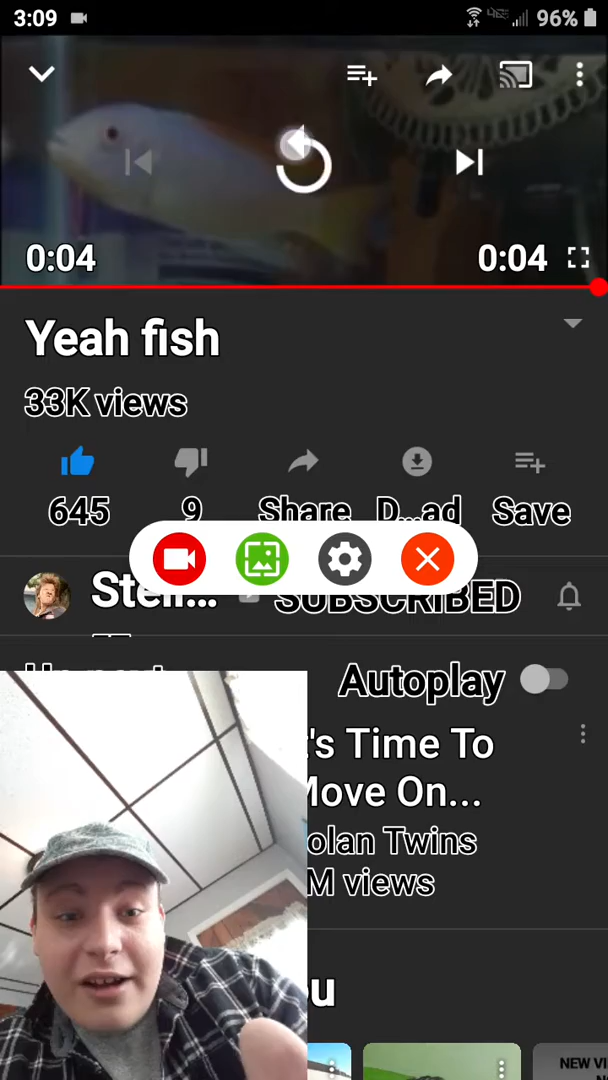 3:09
96%
0:04
0:04
Yeah fish
33K views
645
9
Share
D...ad
Save
SUBSCRIBED
Autoplay
's Time To
Move On...
olan Twins
M views
NEW VI